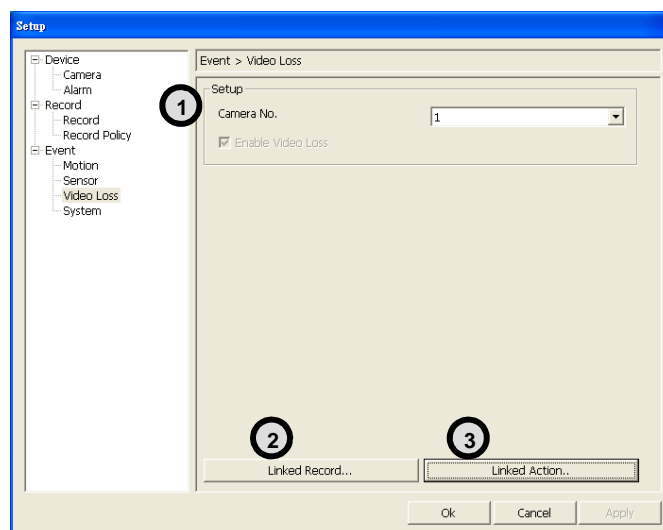 Setup
Device
Camera
Alarm
Record
Record
Record Policy
Event
Motion
Sensor
Video Loss
System
Event > Video Loss
1
Setup
Camera No.
1
Enable Video Loss
2
3
Linked Record...
Linked Action..
Ok
Cancel
Apply